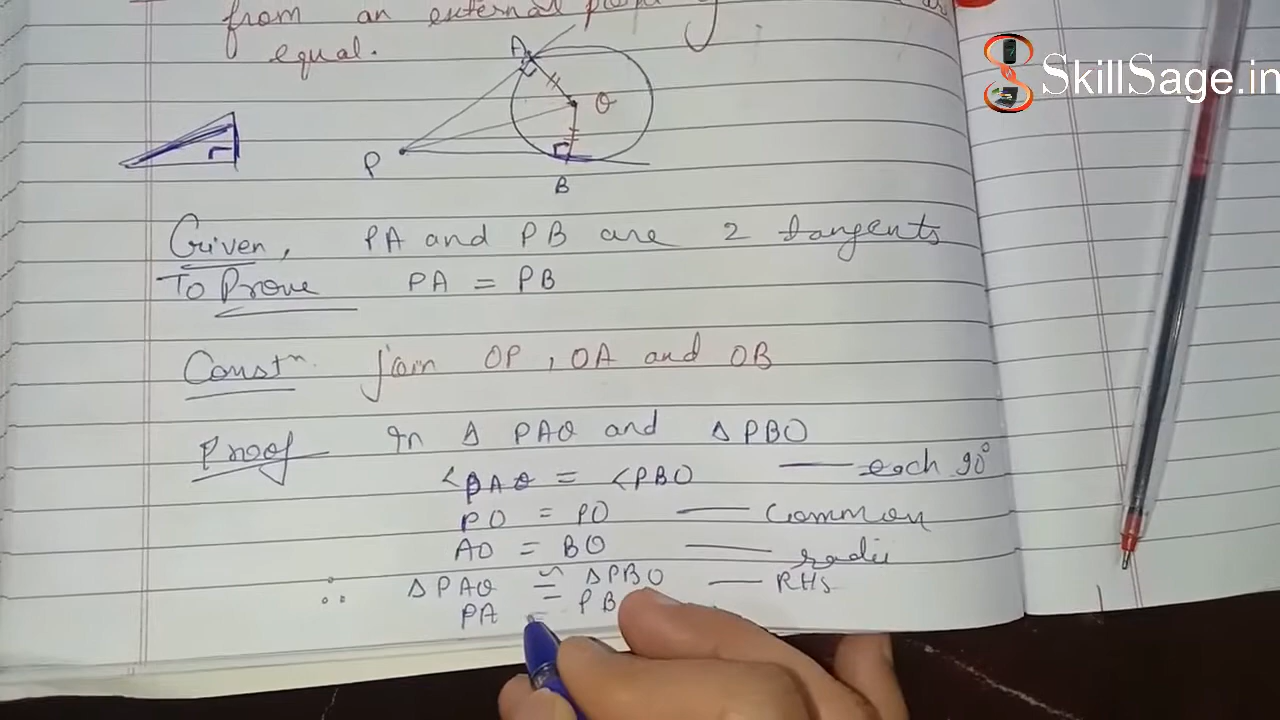 from an external
equal.
SkillSage.in
A
O
P
B
Given, PA and PB are 2 tangents
To Prove PA = PB
Constⁿ. join OP, OA and OB
Proof In Δ PAO and Δ PBO
<PAO = <PBO — each 90°
PO = PO — Common
AO = BO — radii
∴ ΔPAO ≅ ΔPBO — RHS
PA = PB